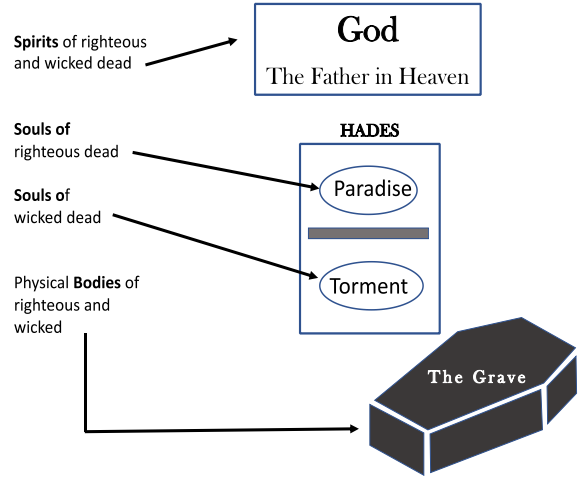 Spirits of righteous
and wicked dead
God
The Father in Heaven
Souls of
righteous dead
HADES
Paradise
Souls of
wicked dead
Torment
Physical Bodies of
righteous and
wicked
The Grave